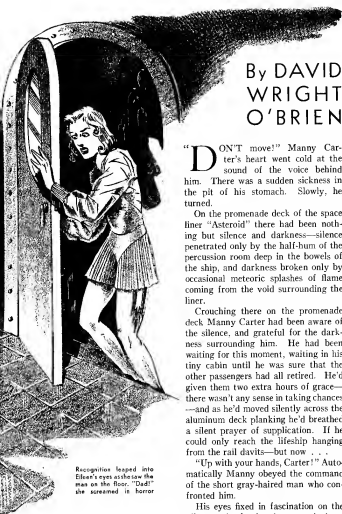 By DAVID
WRIGHT
O'BRIEN
"DON'T move!" Manny Car-
ter's heart went cold at the
sound of the voice behind
him. There was a sudden sickness in
the pit of his stomach. Slowly, he
turned.
On the promenade deck of the space
liner "Asteroid" there had been noth-
ing but silence and darkness—silence
penetrated only by the half-hum of the
percussion room deep in the bowels of
the ship, and darkness broken only by
occasional meteoric splashes of flame
coming from the void surrounding the
liner.
Crouching there on the promenade
deck Manny Carter had been aware of
the silence, and grateful for the dark-
ness surrounding him. He had been
waiting for this moment, waiting in his
tiny cabin until he was sure that the
other passengers had all retired. He'd
given them two extra hours of grace—
there wasn't any sense in taking chances
—and as he'd moved silently across the
aluminum deck planking he'd breathed
a silent prayer of supplication. If he
could only reach the lifeship hanging
from the rail davits—but now . . .
"Up with your hands, Carter!" Auto-
matically Manny obeyed the command
of the short gray-haired man who con-
fronted him.
His eyes fixed in fascination on the
Recognition leaped into
Eileen's eyes as she saw the
man on the floor. "Dad!"
she screamed in horror